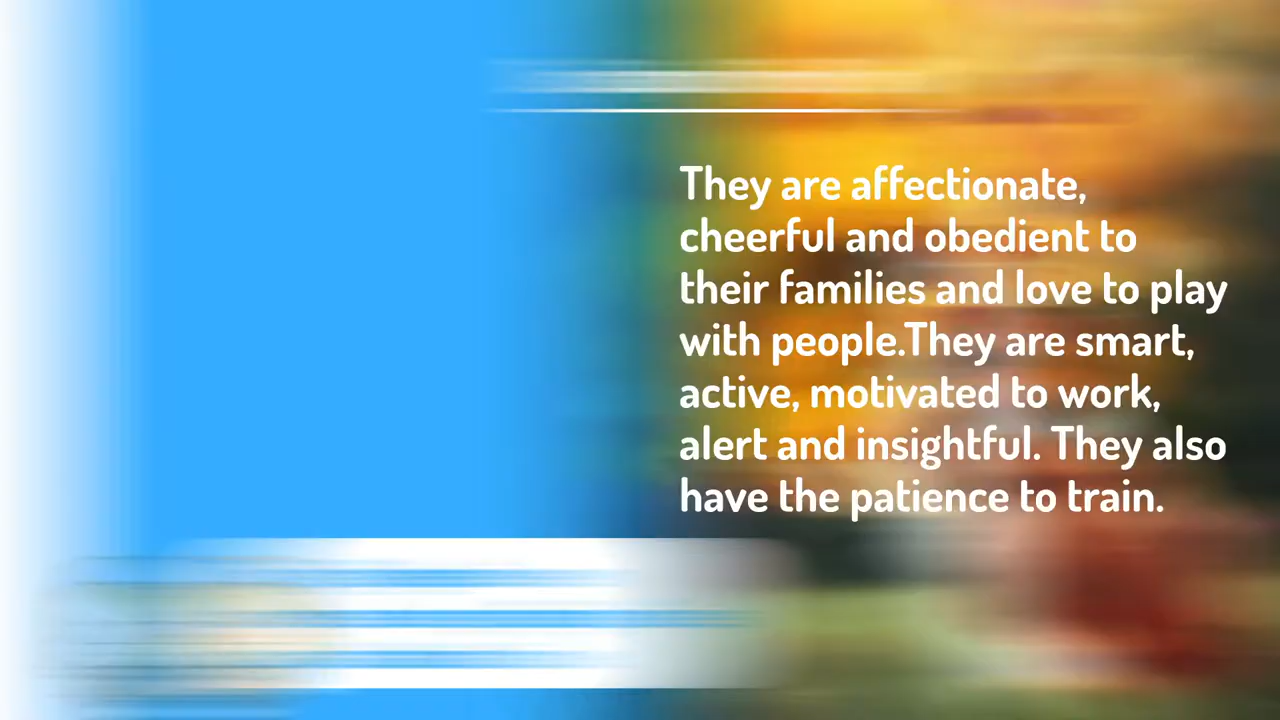 They are affectionate,
cheerful and obedient to
their families and love to play
with people.They are smart,
active, motivated to work,
alert and insightful. They also
have the patience to train.